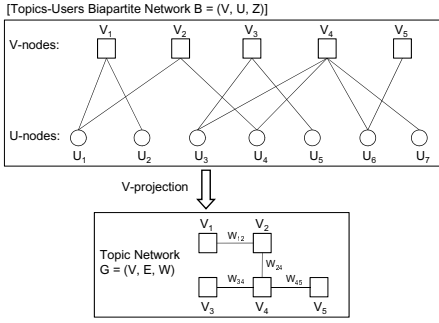 [Topics-Users Biapartite Network B = (V, U, Z)]
V-nodes:
V1 V2 V3 V4 V5
U-nodes:
U1 U2 U3 U4 U5 U6 U7
V-projection
Topic Network
G = (V, E, W)
V1 W12 V2
W24
W34 W45
V3 V4 V5